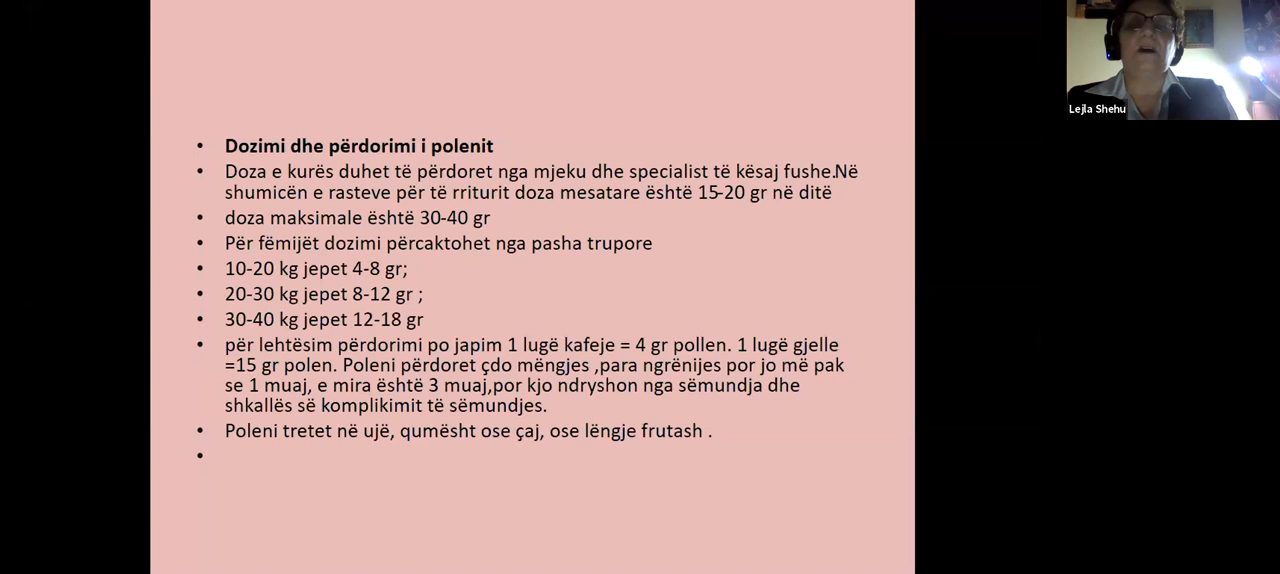 • Dozimi dhe përdorimi i polenit
• Doza e kurës duhet të përdoret nga mjeku dhe specialist të kësaj fushe.Në
shumicën e rasteve për të rriturit doza mesatare është 15-20 gr në ditë
• doza maksimale është 30-40 gr
• Për fëmijët dozimi përcaktohet nga pasha trupore
• 10-20 kg jepet 4-8 gr;
• 20-30 kg jepet 8-12 gr ;
• 30-40 kg jepet 12-18 gr
• për lehtësim përdorimi po japim 1 lugë kafeje = 4 gr pollen. 1 lugë gjelle
=15 gr polen. Poleni përdoret çdo mëngjes ,para ngrënijes por jo më pak
se 1 muaj, e mira është 3 muaj,por kjo ndryshon nga sëmundja dhe
shkallës së komplikimit të sëmundjes.
• Poleni tretet në ujë, qumësht ose çaj, ose lëngje frutash .
•
Lejla Shehu